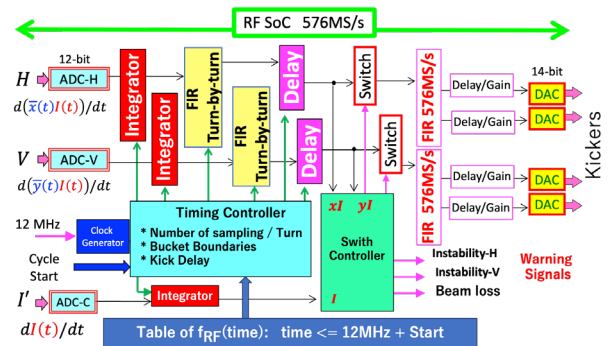 RF SoC 576MS/s
12-bit
H
ADC-H
d(x̅(t)I(t))/dt
Integrator
FIR
Turn-by-turn
Delay
Switch
FIR 576MS/s
Delay/Gain
14-bit
DAC
Delay/Gain
DAC
V
ADC-V
d(y̅(t)I(t))/dt
Integrator
FIR
Turn-by-turn
Delay
Switch
FIR 576MS/s
Delay/Gain
DAC
Delay/Gain
DAC
Kickers
12 MHz
Clock
Generator
Cycle
Start
Timing Controller
* Number of sampling / Turn
* Bucket Boundaries
* Kick Delay
xI yI
Swith
Controller
I
Instability-H
Instability-V
Beam loss
Warning
Signals
I'
ADC-C
Integrator
dI(t)/dt
Table of fRF(time): time <= 12MHz + Start